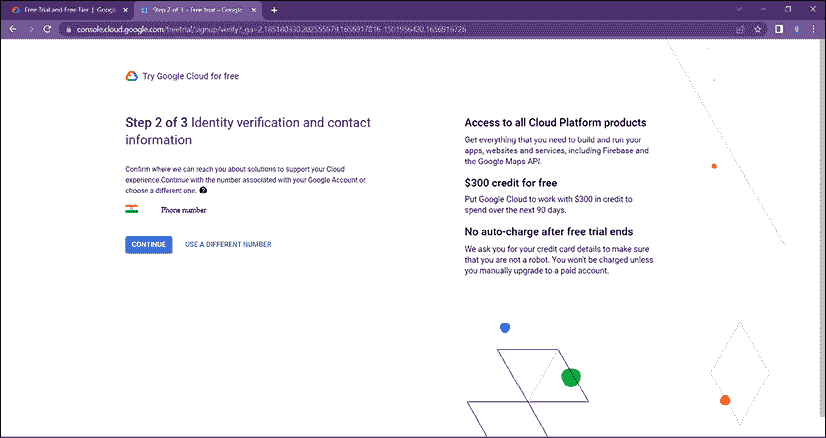 Free Trial and Free Tier | Google
Step 2 of 3 – Free trial – Google
console.cloud.google.com/freetrial/signup/verify?_ga=2.185180330.202555679.1656917816-1501956420.1656916726
Try Google Cloud for free
Step 2 of 3 Identity verification and contact
information
Confirm where we can reach you about solutions to support your Cloud
experience.Continue with the number associated with your Google Account or
choose a different one.
Phone number
CONTINUE
USE A DIFFERENT NUMBER
Access to all Cloud Platform products
Get everything that you need to build and run your
apps, websites and services, including Firebase and
the Google Maps API.
$300 credit for free
Put Google Cloud to work with $300 in credit to
spend over the next 90 days.
No auto-charge after free trial ends
We ask you for your credit card details to make sure
that you are not a robot. You won't be charged unless
you manually upgrade to a paid account.